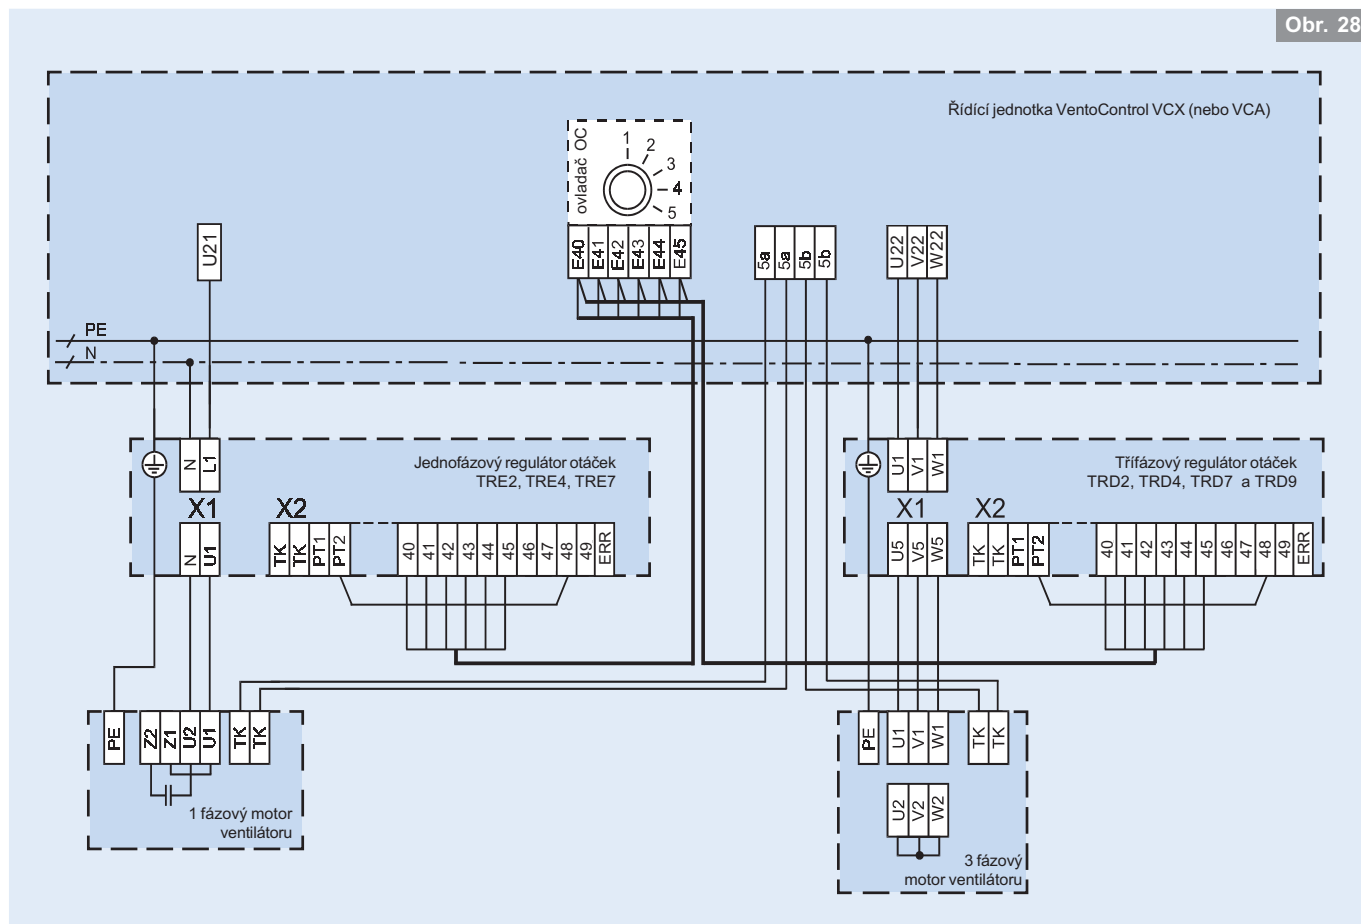 Obr. 28
Řídící jednotka VentoControl VCX (nebo VCA)
ovladač OC
1
2
3
4
5
U21
E40
E41
E42
E43
E44
E45
5a
5a
5b
5b
U22
V22
W22
PE
N
N
L1
Jednofázový regulátor otáček
TRE2, TRE4, TRE7
X1
X2
N
U1
TK
TK
PT1
PT2
40
41
42
43
44
45
46
47
48
49
ERR
U1
V1
W1
Třífázový regulátor otáček
TRD2, TRD4, TRD7 a TRD9
X1
X2
U5
V5
W5
TK
TK
PT1
PT2
40
41
42
43
44
45
46
47
48
49
ERR
PE
Z2
Z1
U2
U1
TK
TK
1 fázový motor
ventilátoru
PE
U1
V1
W1
TK
TK
U2
V2
W2
3 fázový
motor ventilátoru